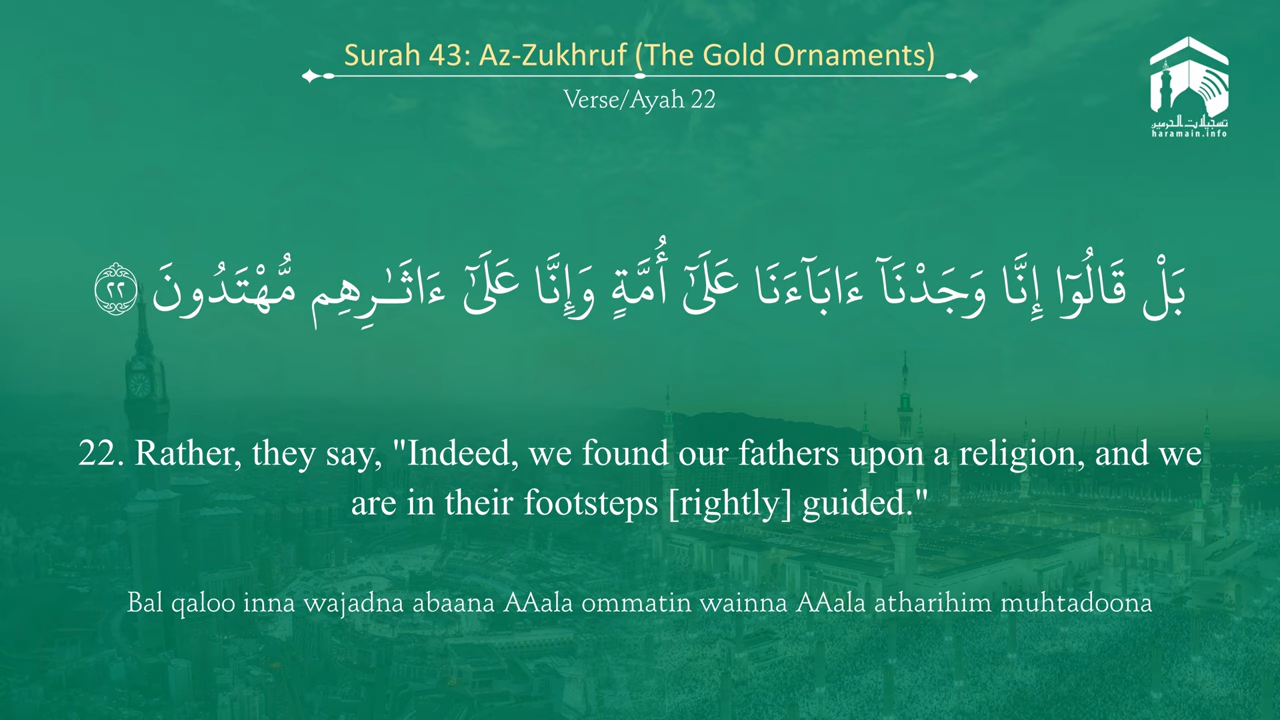 Surah 43: Az-Zukhruf (The Gold Ornaments)
Verse/Ayah 22
تسجيلات الحرمين
haramain.info
بَلْ قَالُوٓا۟ إِنَّا وَجَدْنَآ ءَابَآءَنَا عَلَىٰٓ أُمَّةٍ وَإِنَّا عَلَىٰٓ ءَاثَـٰرِهِم مُّهْتَدُونَ ٢٢
22. Rather, they say, "Indeed, we found our fathers upon a religion, and we
are in their footsteps [rightly] guided."
Bal qaloo inna wajadna abaana AAala ommatin wainna AAala atharihim muhtadoona